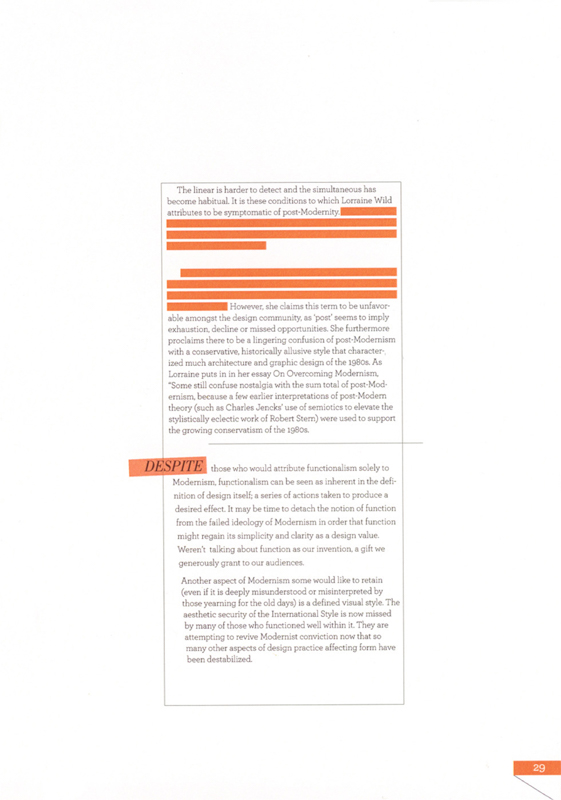 The linear is harder to detect and the simultaneous has
become habitual. It is these conditions to which Lorraine Wild
attributes to be symptomatic of post-Modernity
However, she claims this term to be unfavor-
able amongst the design community, as 'post' seems to imply
exhaustion, decline or missed opportunities. She furthermore
proclaims there to be a lingering confusion of post-Modernism
with a conservative, historically allusive style that character-
ized much architecture and graphic design of the 1980s. As
Lorraine puts in in her essay On Overcoming Modernism,
"Some still confuse nostalgia with the sum total of post-Mod-
ernism, because a few earlier interpretations of post-Modern
theory (such as Charles Jencks' use of semiotics to elevate the
stylistically eclectic work of Robert Stern) were used to support
the growing conservatism of the 1980s.
DESPITE those who would attribute functionalism solely to
Modernism, functionalism can be seen as inherent in the defi-
nition of design itself; a series of actions taken to produce a
desired effect. It may be time to detach the notion of function
from the failed ideology of Modernism in order that function
might regain its simplicity and clarity as a design value.
Weren't talking about function as our invention, a gift we
generously grant to our audiences.
Another aspect of Modernism some would like to retain
(even if it is deeply misunderstood or misinterpreted by
those yearning for the old days) is a defined visual style. The
aesthetic security of the International Style is now missed
by many of those who functioned well within it. They are
attempting to revive Modernist conviction now that so
many other aspects of design practice affecting form have
been destabilized.
29